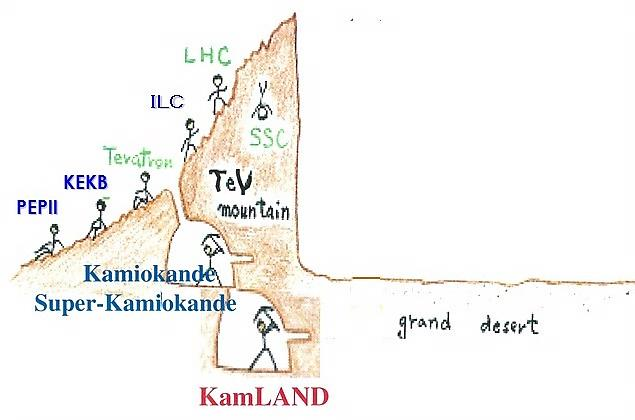 LHC
ILC
SSC
Tevatron
KEKB
PEPII
TeV
mountain
Kamiokande
Super-Kamiokande
grand desert
KamLAND